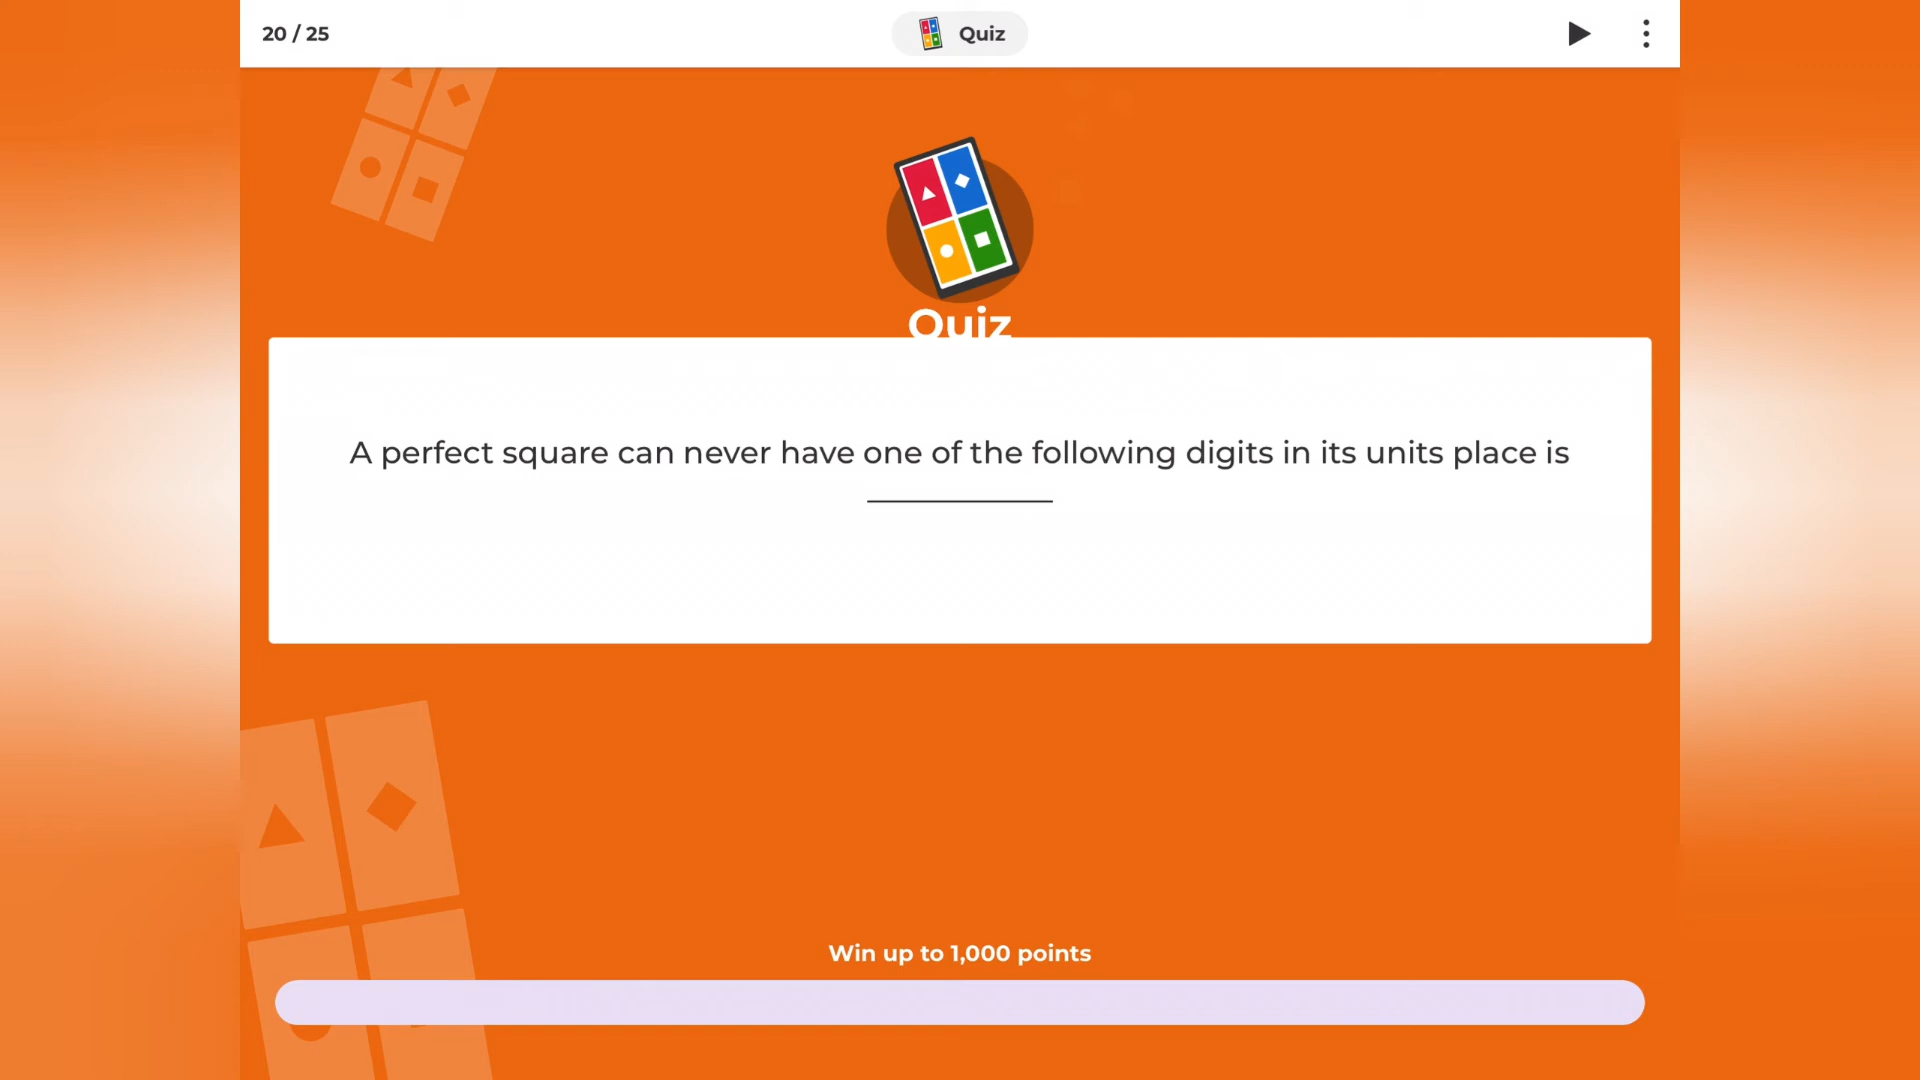 20 / 25
Quiz
Quiz
A perfect square can never have one of the following digits in its units place is
____________
Win up to 1,000 points